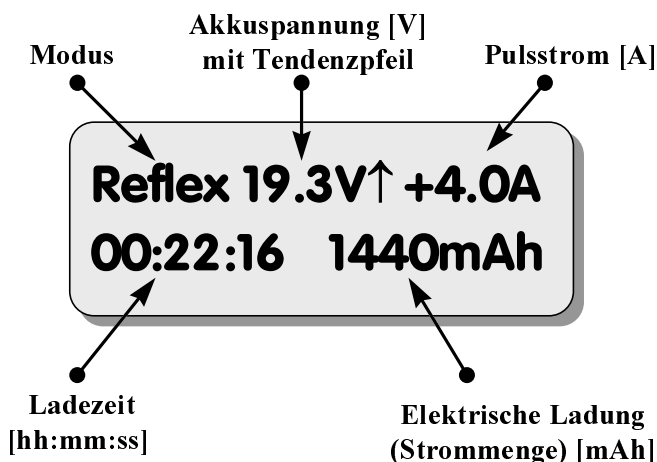 Akkuspannung [V]
mit Tendenzpfeil
Modus
Pulsstrom [A]
Reflex 19.3V↑ +4.0A
00:22:16 1440mAh
Ladezeit
[hh:mm:ss]
Elektrische Ladung
(Strommenge) [mAh]